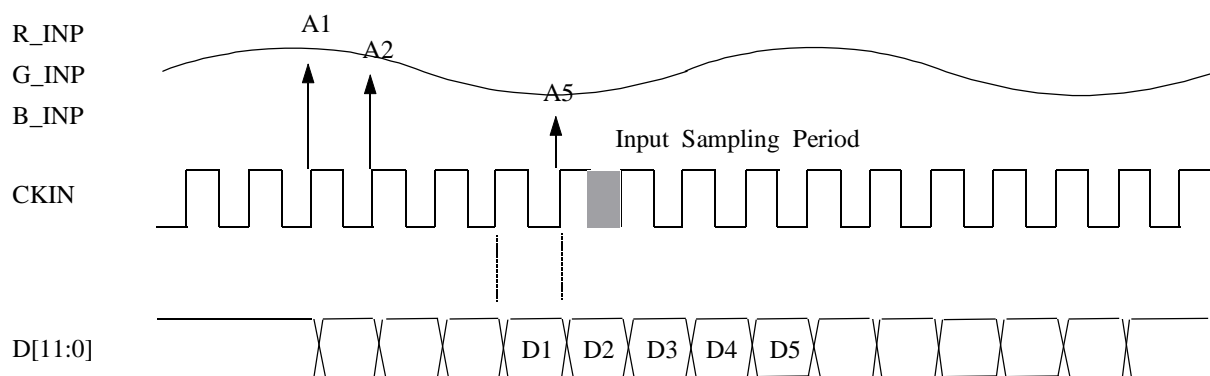 R_INP
A1
A2
G_INP
A5
B_INP
Input Sampling Period
CKIN
D[11:0]
D1 D2 D3 D4 D5